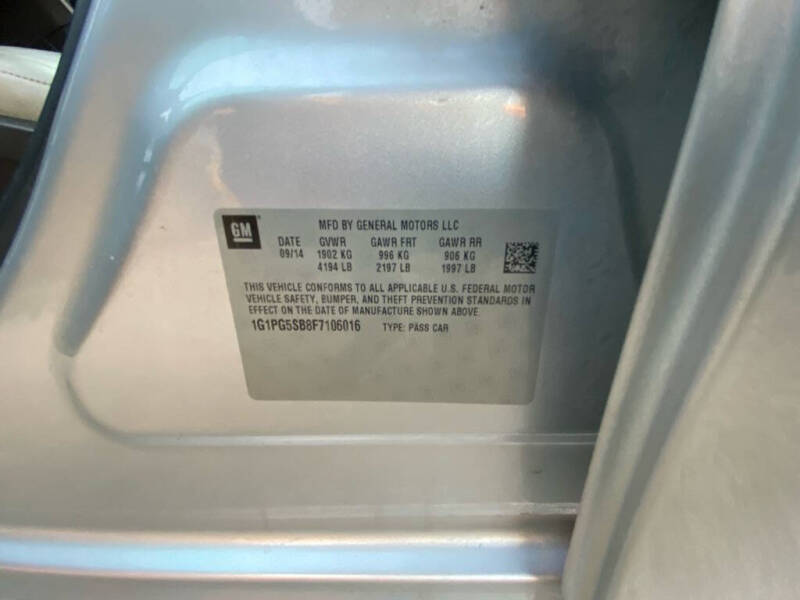 GM
MFD BY GENERAL MOTORS LLC
DATE GVWR GAWR FRT GAWR RR
09/14 1902 KG 996 KG 906 KG
4194 LB 2197 LB 1997 LB
THIS VEHICLE CONFORMS TO ALL APPLICABLE U.S. FEDERAL MOTOR
VEHICLE SAFETY, BUMPER, AND THEFT PREVENTION STANDARDS IN
EFFECT ON THE DATE OF MANUFACTURE SHOWN ABOVE.
1G1PG5SB8F7106016 TYPE: PASS CAR